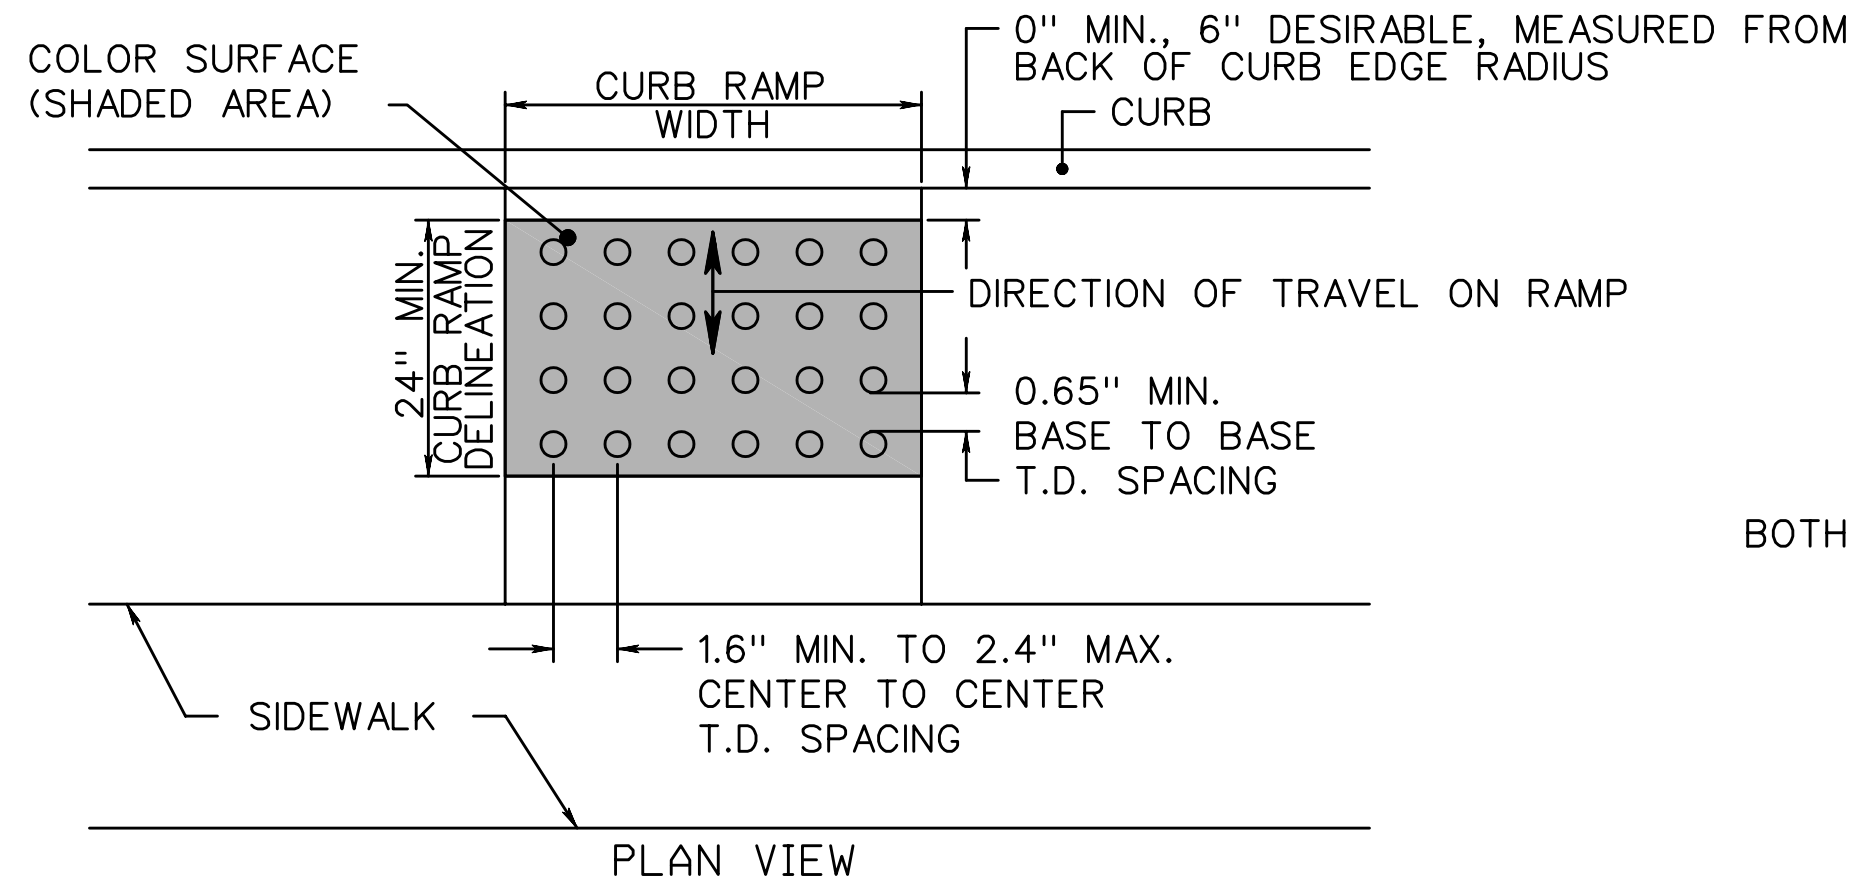 0" MIN., 6" DESIRABLE, MEASURED FROM
BACK OF CURB EDGE RADIUS
COLOR SURFACE
(SHADED AREA)
CURB RAMP
WIDTH
CURB
24" MIN.
CURB RAMP
DELINEATION
DIRECTION OF TRAVEL ON RAMP
0.65" MIN.
BASE TO BASE
T.D. SPACING
BOTH
1.6" MIN. TO 2.4" MAX.
CENTER TO CENTER
T.D. SPACING
SIDEWALK
PLAN VIEW